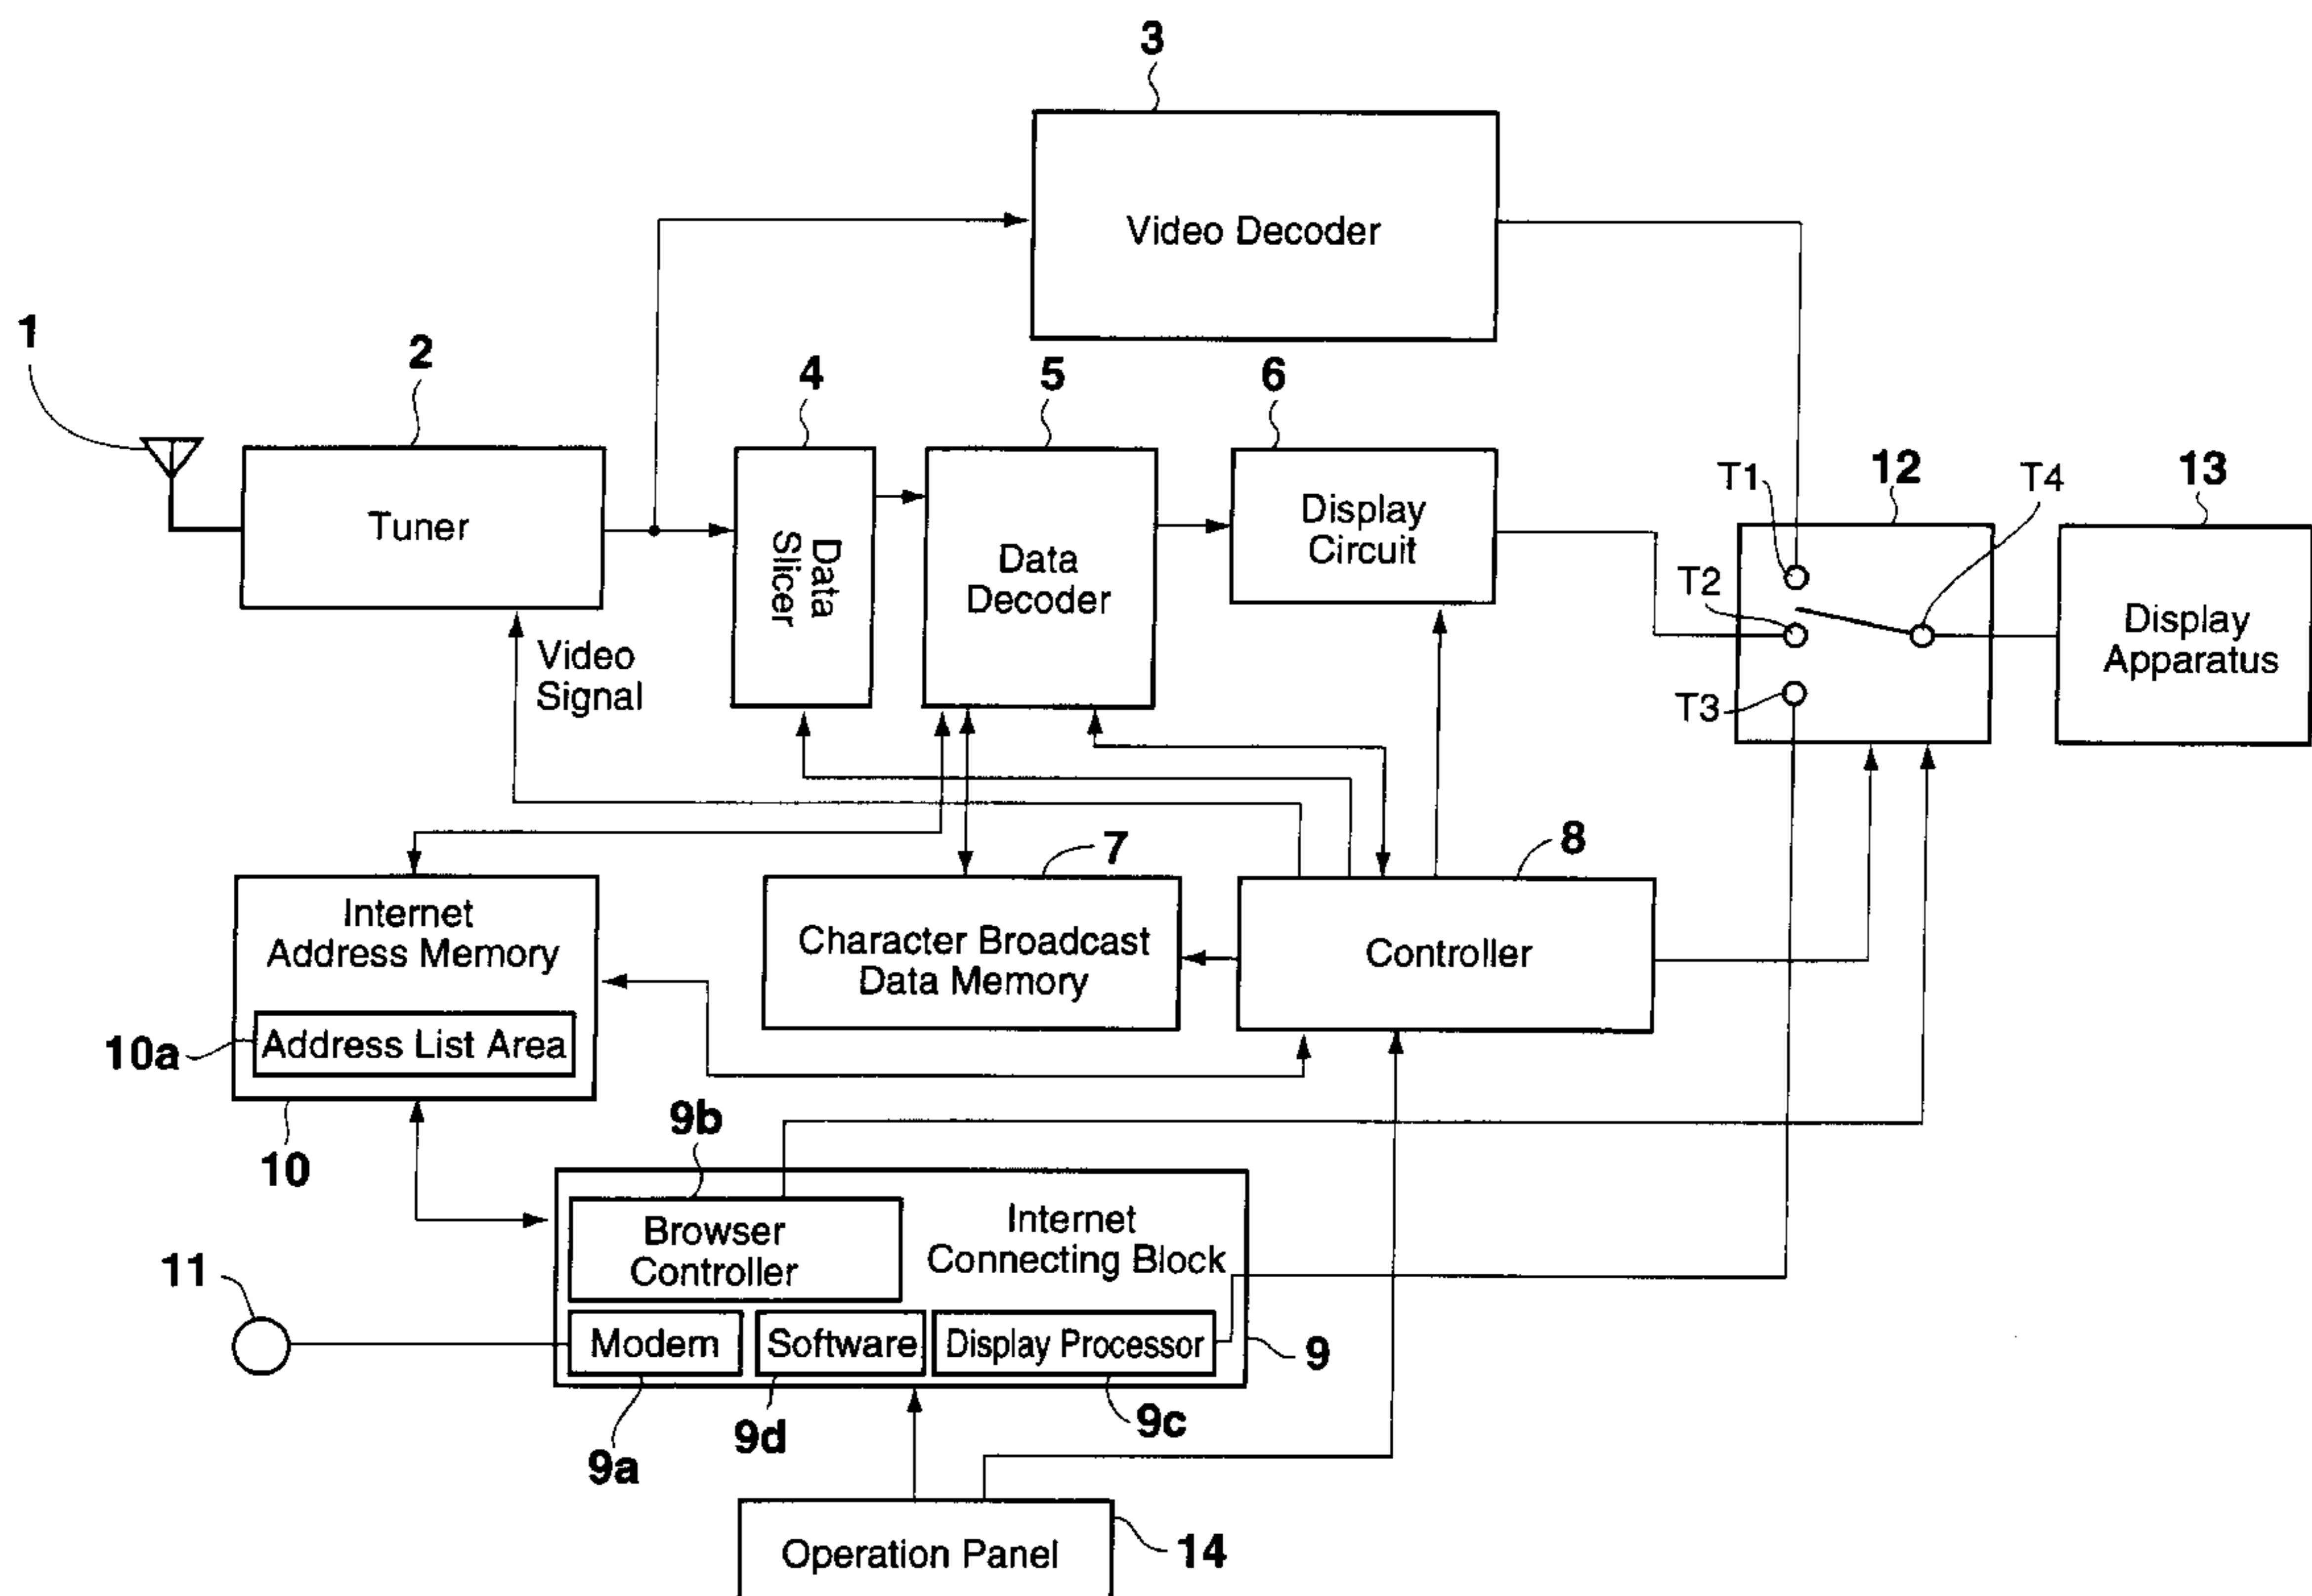 3
Video Decoder
1
2
4
5
6
Tuner
Data
Slicer
Data
Decoder
Display
Circuit
T1
12
T4
13
T2
T3
Display
Apparatus
Video
Signal
7
8
Internet
Address Memory
Address List Area
10a
10
Character Broadcast
Data Memory
Controller
9b
Browser
Controller
Internet
Connecting Block
11
Modem
Software
Display Processor
9
9a
9d
9c
Operation Panel
14